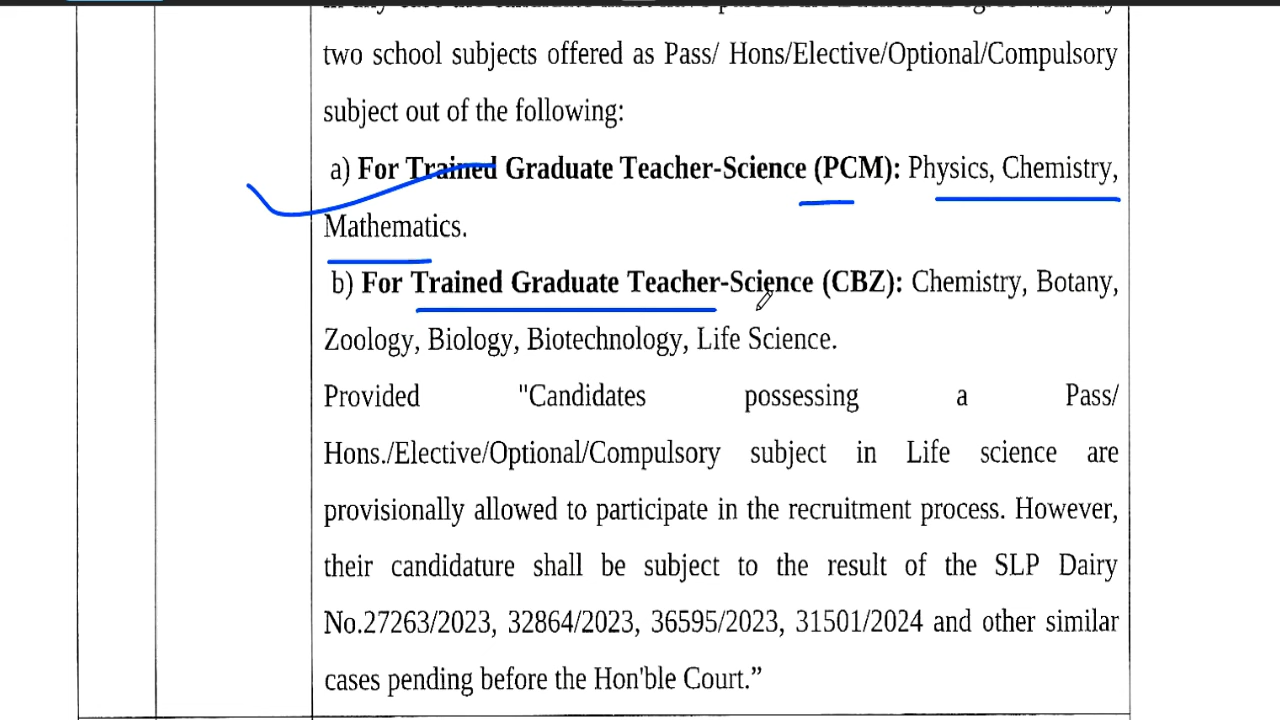 two school subjects offered as Pass/ Hons/Elective/Optional/Compulsory
subject out of the following:
a) For Trained Graduate Teacher-Science (PCM): Physics, Chemistry,
Mathematics.
b) For Trained Graduate Teacher-Science (CBZ): Chemistry, Botany,
Zoology, Biology, Biotechnology, Life Science.
Provided "Candidates possessing a Pass/
Hons./Elective/Optional/Compulsory subject in Life science are
provisionally allowed to participate in the recruitment process. However,
their candidature shall be subject to the result of the SLP Dairy
No.27263/2023, 32864/2023, 36595/2023, 31501/2024 and other similar
cases pending before the Hon'ble Court.”